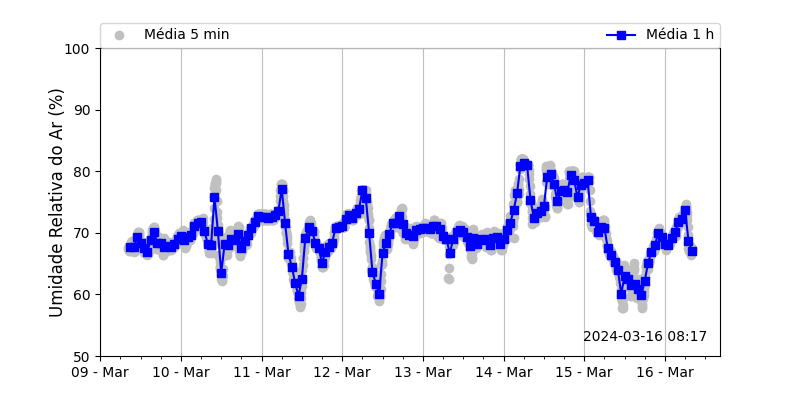 Média 5 min
Média 1 h
Umidade Relativa do Ar (%)
100
90
80
70
60
50
2024-03-16 08:17
09 - Mar
10 - Mar
11 - Mar
12 - Mar
13 - Mar
14 - Mar
15 - Mar
16 - Mar